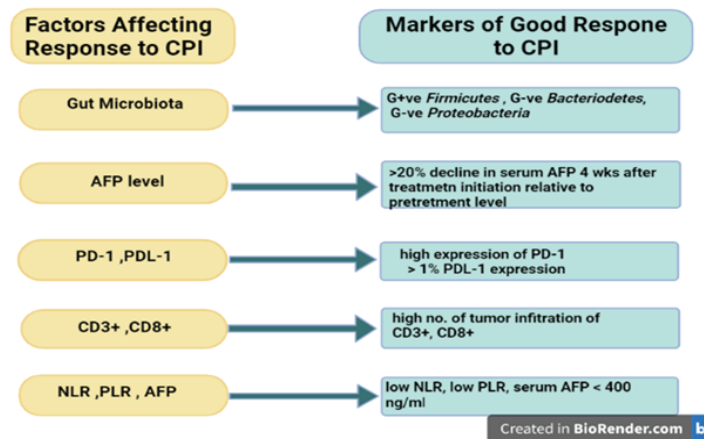 Factors Affecting
Response to CPI
Markers of Good Respone
to CPI
Gut Microbiota
G+ve Firmicutes , G-ve Bacteriodetes,
G-ve Proteobacteria
AFP level
>20% decline in serum AFP 4 wks after
treatmetn initiation relative to
pretretment level
PD-1 ,PDL-1
high expression of PD-1
> 1% PDL-1 expression
CD3+ ,CD8+
high no. of tumor infitration of
CD3+, CD8+
NLR ,PLR , AFP
low NLR, low PLR, serum AFP < 400
ng/ml
Created in BioRender.com b